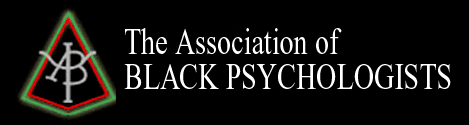 The Association of
BLACK PSYCHOLOGISTS